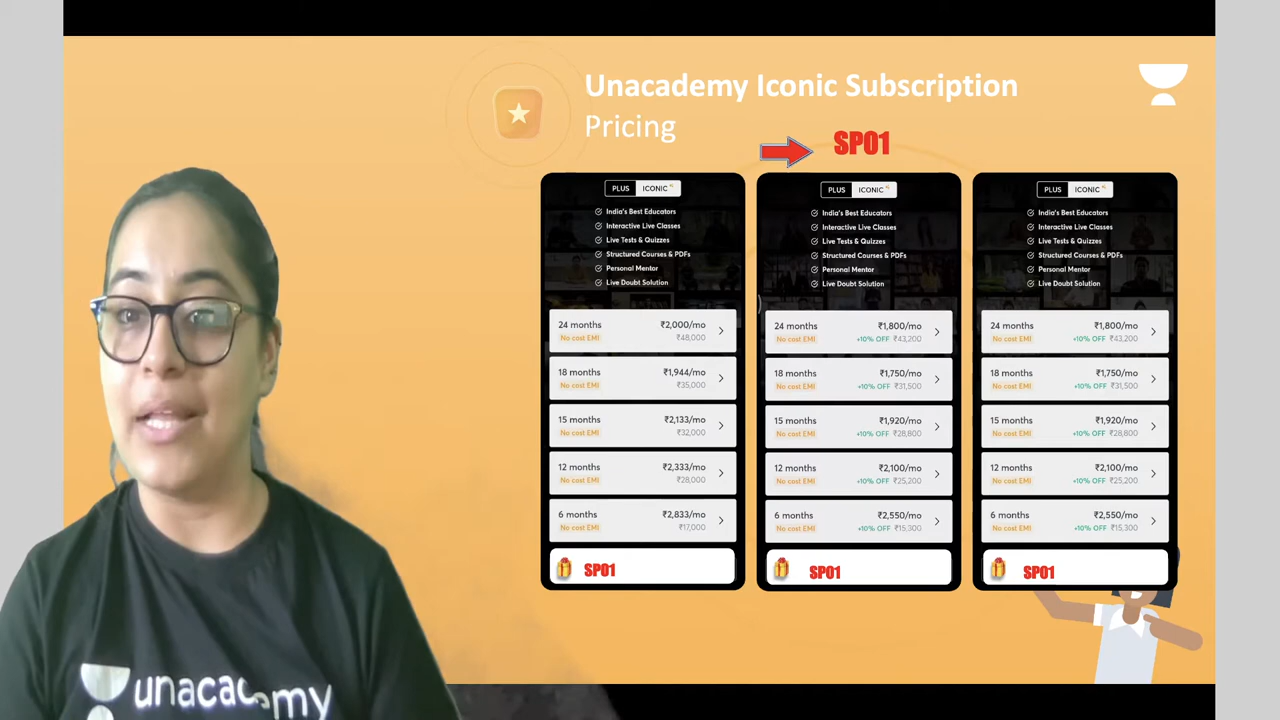 Unacademy Iconic Subscription
Pricing
SP01
PLUS ICONIC
India's Best Educators
Interactive Live Classes
Live Tests & Quizzes
Structured Courses & PDFs
Personal Mentor
Live Doubt Solution
24 months ₹2,000/mo
No cost EMI ₹48,000
18 months ₹1,944/mo
No cost EMI ₹35,000
15 months ₹2,133/mo
No cost EMI ₹32,000
12 months ₹2,333/mo
No cost EMI ₹28,000
6 months ₹2,833/mo
No cost EMI ₹17,000
SP01
PLUS ICONIC
India's Best Educators
Interactive Live Classes
Live Tests & Quizzes
Structured Courses & PDFs
Personal Mentor
Live Doubt Solution
24 months ₹1,800/mo
No cost EMI +10% OFF ₹43,200
18 months ₹1,750/mo
No cost EMI +10% OFF ₹31,500
15 months ₹1,920/mo
No cost EMI +10% OFF ₹28,800
12 months ₹2,100/mo
No cost EMI +10% OFF ₹25,200
6 months ₹2,550/mo
No cost EMI +10% OFF ₹15,300
SP01
PLUS ICONIC
India's Best Educators
Interactive Live Classes
Live Tests & Quizzes
Structured Courses & PDFs
Personal Mentor
Live Doubt Solution
24 months ₹1,800/mo
No cost EMI +10% OFF ₹43,200
18 months ₹1,750/mo
No cost EMI +10% OFF ₹31,500
15 months ₹1,920/mo
No cost EMI +10% OFF ₹28,800
12 months ₹2,100/mo
No cost EMI +10% OFF ₹25,200
6 months ₹2,550/mo
No cost EMI +10% OFF ₹15,300
SP01
unacademy